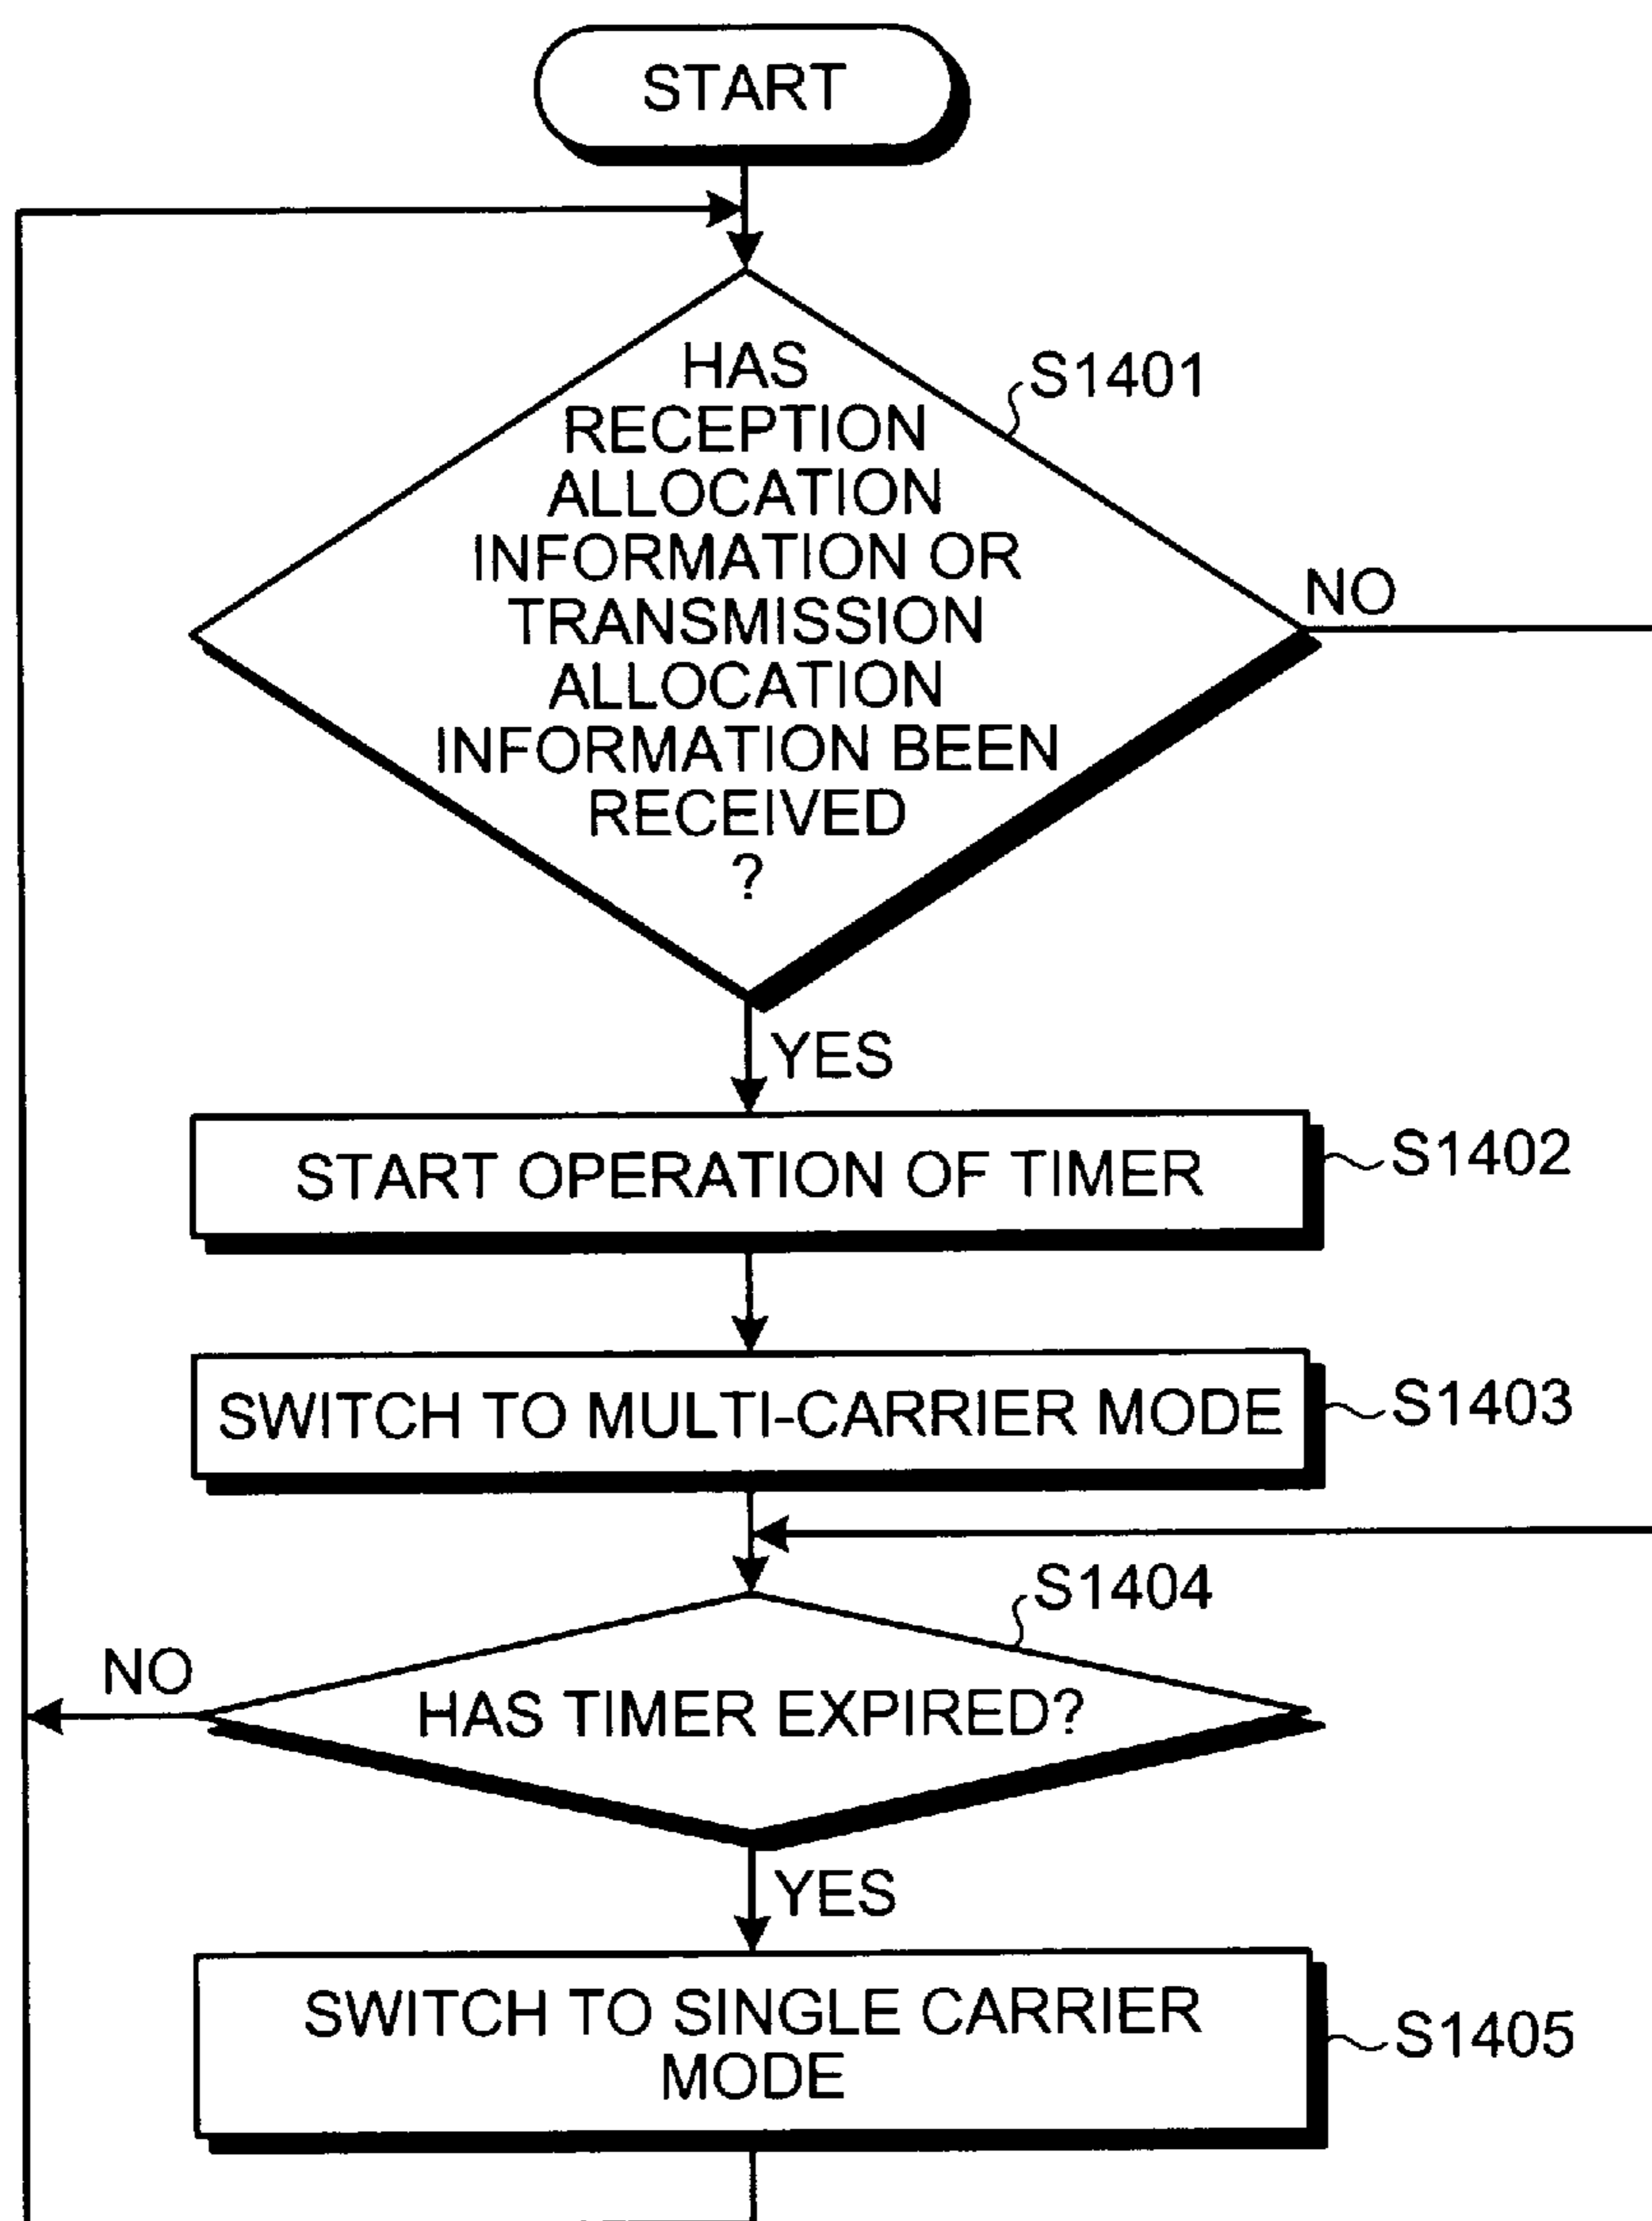 START
HAS
RECEPTION
ALLOCATION
INFORMATION OR
TRANSMISSION
ALLOCATION
INFORMATION BEEN
RECEIVED
?
S1401
NO
YES
START OPERATION OF TIMER
S1402
SWITCH TO MULTI-CARRIER MODE
S1403
S1404
NO
HAS TIMER EXPIRED?
YES
SWITCH TO SINGLE CARRIER
MODE
S1405